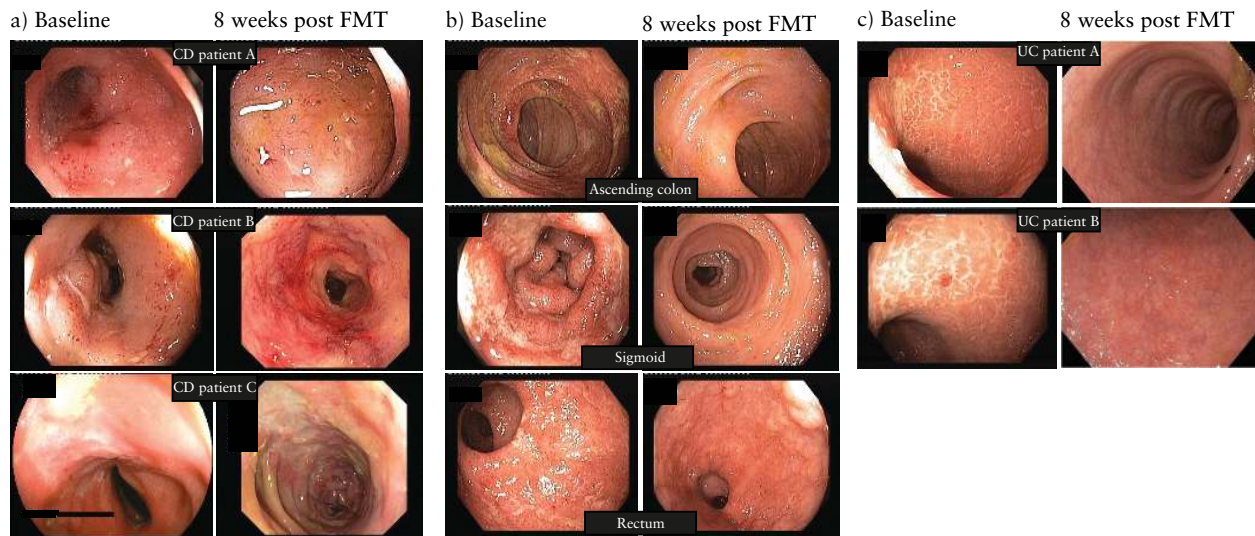 a) Baseline
8 weeks post FMT
CD patient A
CD patient B
CD patient C
b) Baseline
8 weeks post FMT
Ascending colon
Sigmoid
Rectum
c) Baseline
8 weeks post FMT
UC patient A
UC patient B